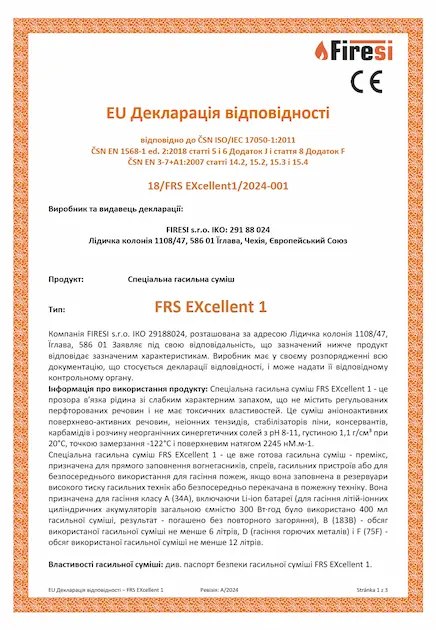 Firesi
CE
EU Декларація відповідності
відповідно до ČSN ISO/IEC 17050-1:2011
ČSN EN 1568-1 ed. 2:2018 статті 5 і 6 Додаток J і стаття 8 Додаток F
ČSN EN 3-7+A1:2007 статті 14.2, 15.2, 15.3 і 15.4
18/FRS EXcellent1/2024-001
Виробник та видавець декларації:
FIRESI s.r.o. IKO: 291 88 024
Лідичка колонія 1108/47, 586 01 Їглава, Чехія, Європейський Союз
Продукт: Спеціальна гасильна суміш
Тип: FRS EXcellent 1
Компанія FIRESI s.r.o. IKO 29188024, розташована за адресою Лідичка колонія 1108/47,
Їглава, 586 01 Заявляє під свою відповідальність, що зазначений нижче продукт
відповідає зазначеним характеристикам. Виробник має у своєму розпорядженні всю
документацію, що стосується декларації відповідності, і може надати її відповідному
контрольному органу.
Інформація про використання продукту: Спеціальна гасильна суміш FRS EXcellent 1 - це
прозора в'язка рідина зі слабким характерним запахом, що не містить регульованих
перфторованих речовин і не має токсичних властивостей. Це суміш аніоноактивних
поверхнево-активних речовин, неіонних тензидів, стабілізаторів піни, консервантів,
карбамідів і розчину неорганічних синергетичних солей з pH 8-11, густиною 1,1 г/см³ при
20°C, точкою замерзання -122°C і поверхневим натягом 2245 нМ.м-1.
Спеціальна гасильна суміш FRS EXcellent 1 - це вже готова гасильна суміш - премікс,
призначена для прямого заповнення вогнегасників, спреїв, гасильних пристроїв або для
безпосереднього використання для гасіння пожеж, якщо вона заповнена в резервуари
високого тиску гасильних технік або безпосередньо перекачана в пожежну техніку. Вона
призначена для гасіння класу A (34A), включаючи Li-ion батареї (для гасіння літій-іонних
циліндричних акумуляторів загальною ємністю 300 Вт-год було використано 400 мл
гасильної суміші, результат - погашено без повторного загоряння), B (183B) - обсяг
використаної гасильної суміші не менше 6 літрів, D (гасіння горючих металів) і F (75F) -
обсяг використаної гасильної суміші не менше 12 літрів.
Властивості гасильної суміші: див. паспорт безпеки гасильної суміші FRS EXcellent 1.
EU Декларація відповідності – FRS EXcellent 1 Ревізія: A/2024 Stránka 1 z 3